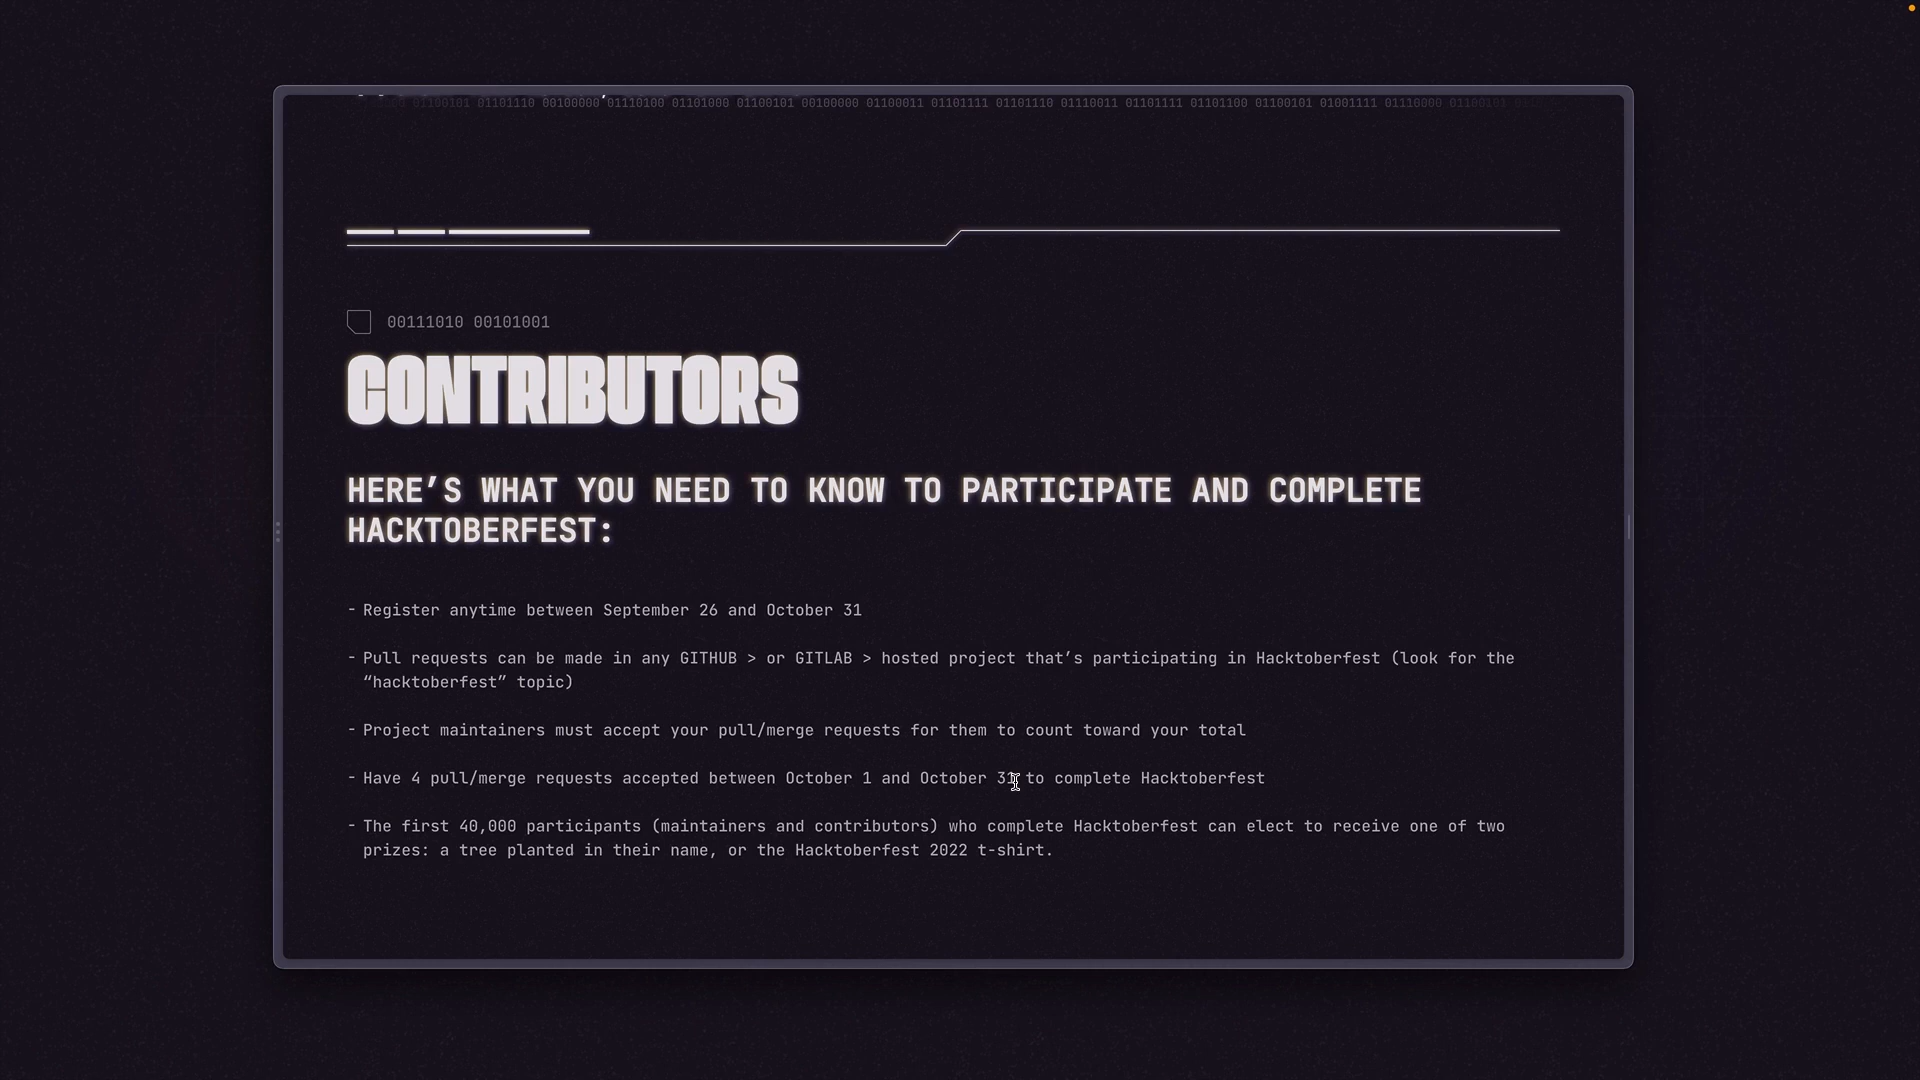 01100101 01101110 00100000 01110100 01101000 01100101 00100000 01100011 01101111 01101110 01110011 01101111 01101100 01100101 01001111 01110000 01100101
00111010 00101001
CONTRIBUTORS
HERE’S WHAT YOU NEED TO KNOW TO PARTICIPATE AND COMPLETE
HACKTOBERFEST:
- Register anytime between September 26 and October 31
- Pull requests can be made in any GITHUB > or GITLAB > hosted project that’s participating in Hacktoberfest (look for the
“hacktoberfest” topic)
- Project maintainers must accept your pull/merge requests for them to count toward your total
- Have 4 pull/merge requests accepted between October 1 and October 31 to complete Hacktoberfest
- The first 40,000 participants (maintainers and contributors) who complete Hacktoberfest can elect to receive one of two
prizes: a tree planted in their name, or the Hacktoberfest 2022 t-shirt.